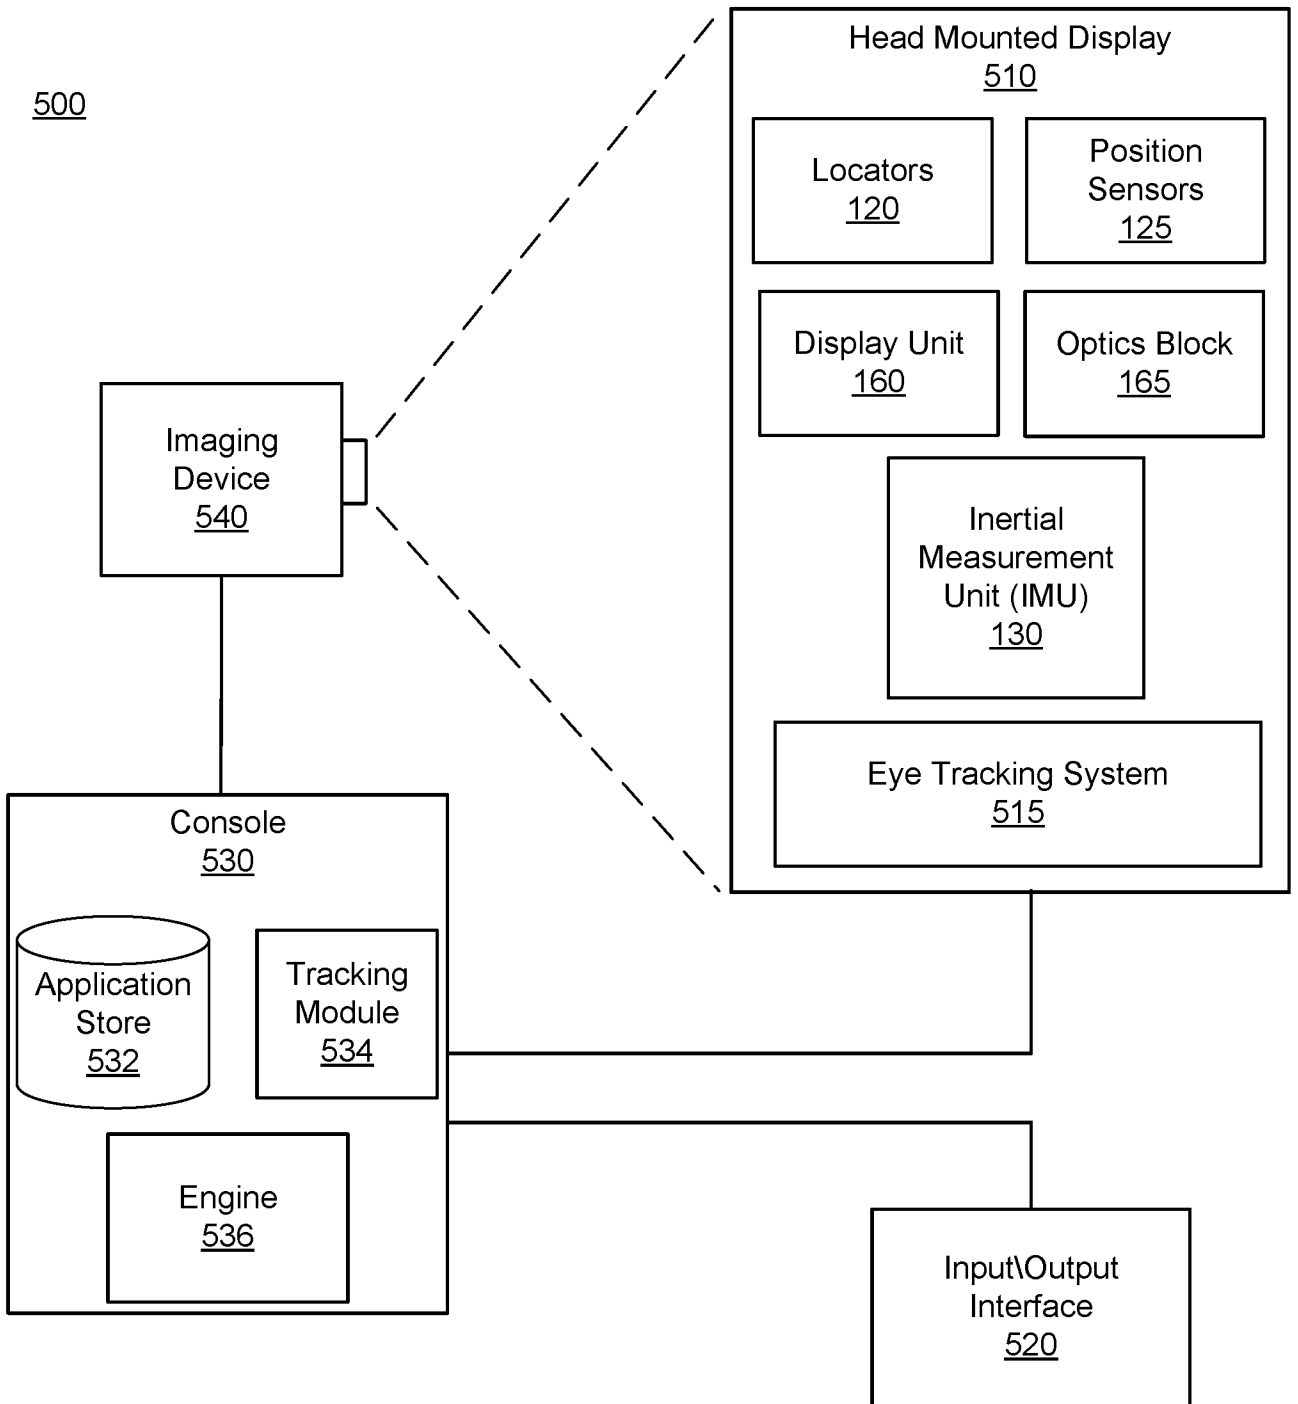 500
Head Mounted Display
510
Locators
120
Position
Sensors
125
Display Unit
160
Optics Block
165
Imaging
Device
540
Inertial
Measurement
Unit (IMU)
130
Eye Tracking System
515
Console
530
Application
Store
532
Tracking
Module
534
Engine
536
Input\Output
Interface
520